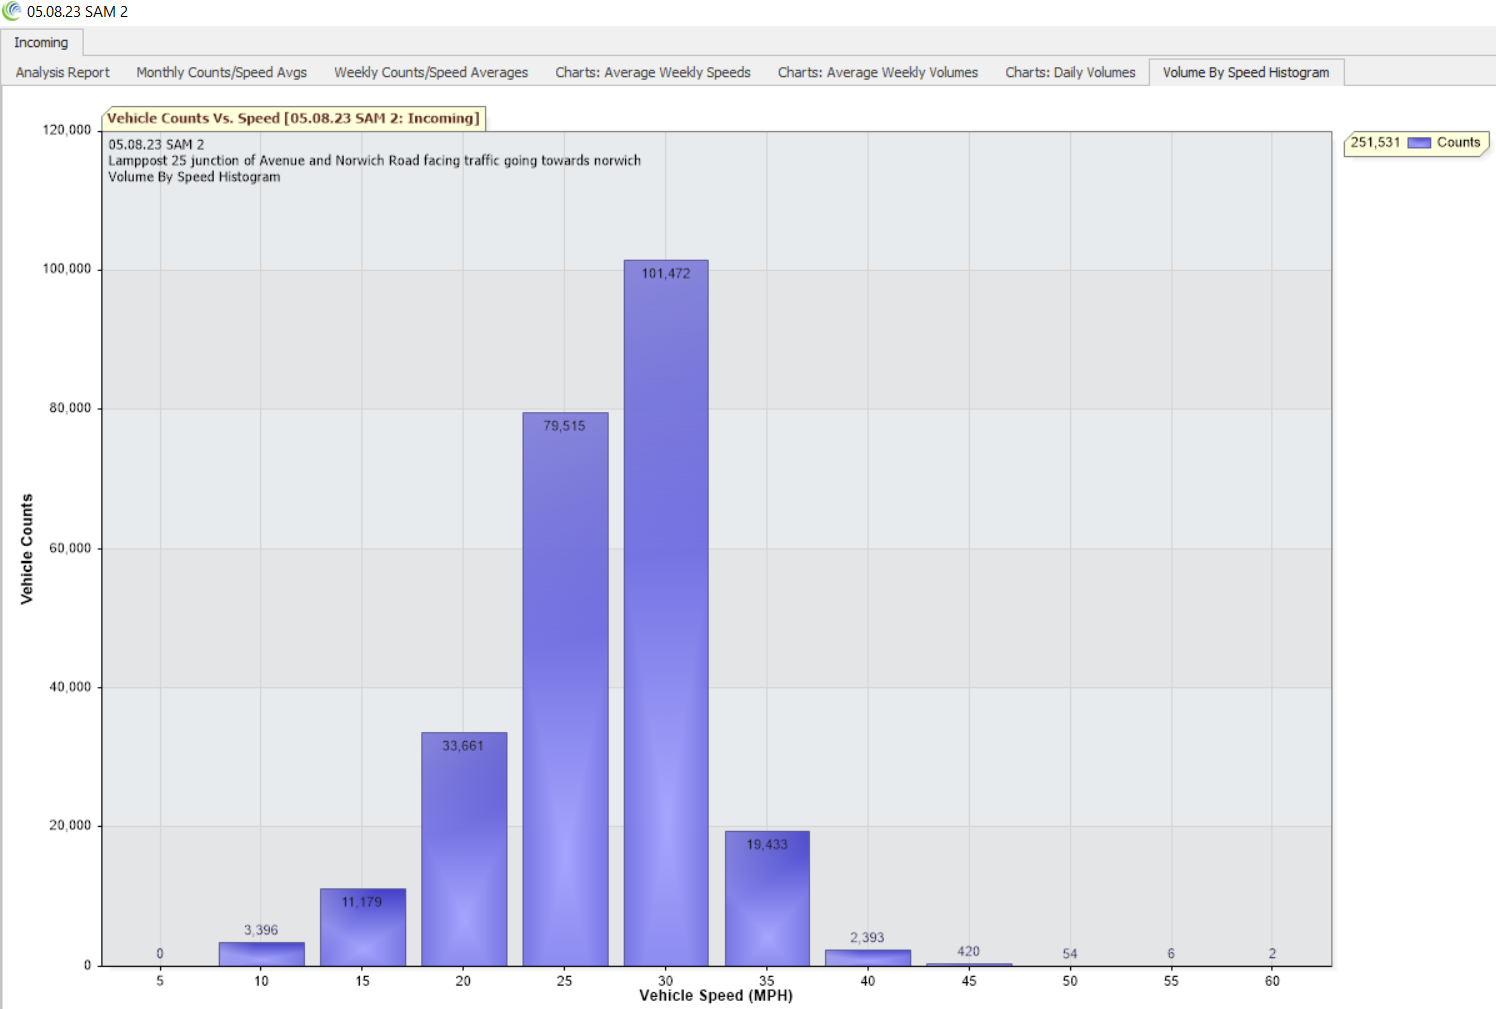 05.08.23 SAM 2
Incoming
Analysis Report Monthly Counts/Speed Avgs Weekly Counts/Speed Averages Charts: Average Weekly Speeds Charts: Average Weekly Volumes Charts: Daily Volumes Volume By Speed Histogram
Vehicle Counts Vs. Speed [05.08.23 SAM 2: Incoming]
05.08.23 SAM 2
Lamppost 25 junction of Avenue and Norwich Road facing traffic going towards norwich
Volume By Speed Histogram
251,531 Counts
Vehicle Counts
120,000
100,000
80,000
60,000
40,000
20,000
0
0
3,396
11,179
33,661
79,515
101,472
19,433
2,393
420
54
6
2
5 10 15 20 25 30 35 40 45 50 55 60
Vehicle Speed (MPH)